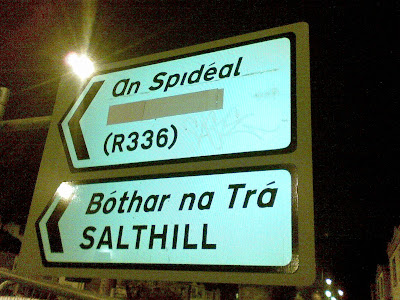 An Spidéal
(R336)
Bóthar na Trá
SALTHILL